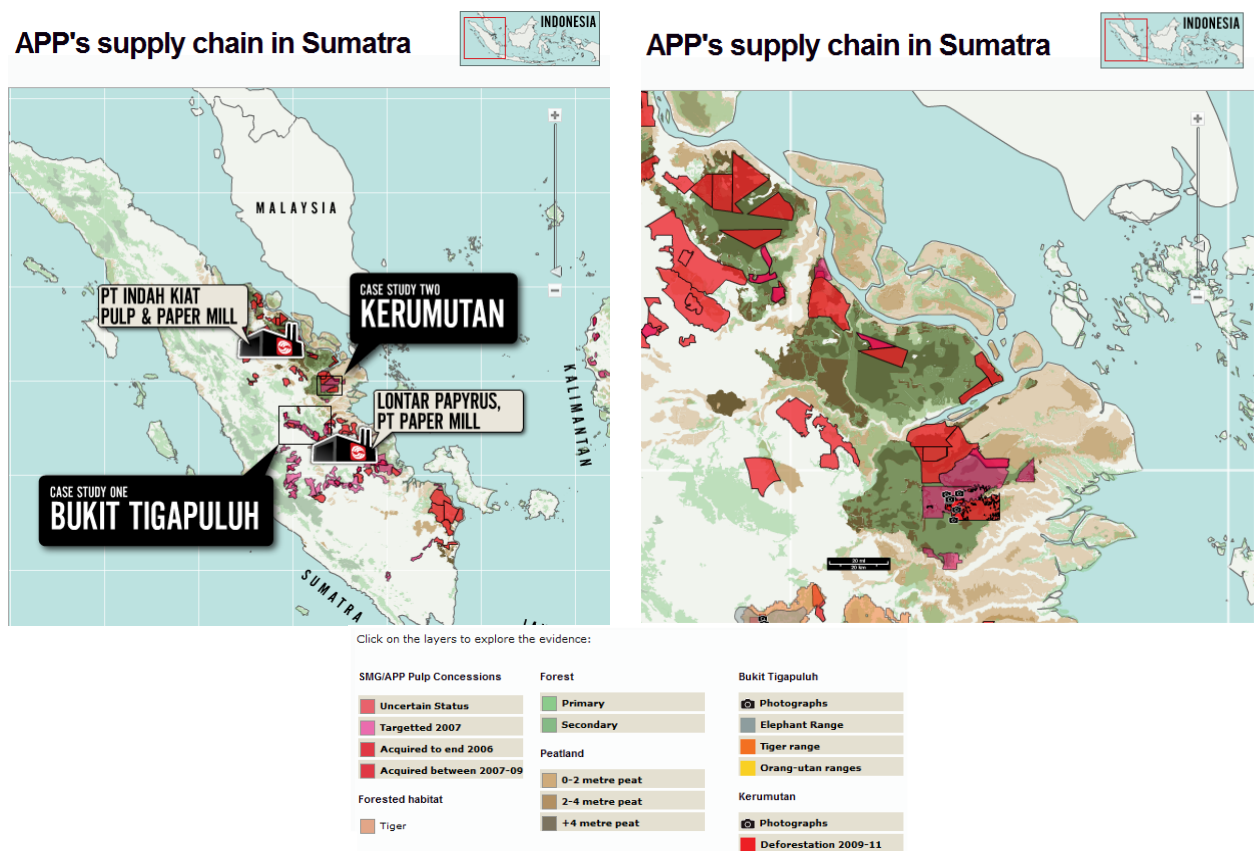 APP's supply chain in Sumatra
INDONESIA
MALAYSIA
PT INDAH KIAT
PULP & PAPER MILL
CASE STUDY TWO
KERUMUTAN
LONTAR PAPYRUS,
PT PAPER MILL
KALIMANTAN
CASE STUDY ONE
BUKIT TIGAPULUH
SUMATRA
APP's supply chain in Sumatra
INDONESIA
20 mi
20 km
Click on the layers to explore the evidence:
SMG/APP Pulp Concessions
Uncertain Status
Targetted 2007
Acquired to end 2006
Acquired between 2007-09
Forested habitat
Tiger
Forest
Primary
Secondary
Peatland
0-2 metre peat
2-4 metre peat
+4 metre peat
Bukit Tigapuluh
Photographs
Elephant Range
Tiger range
Orang-utan ranges
Kerumutan
Photographs
Deforestation 2009-11